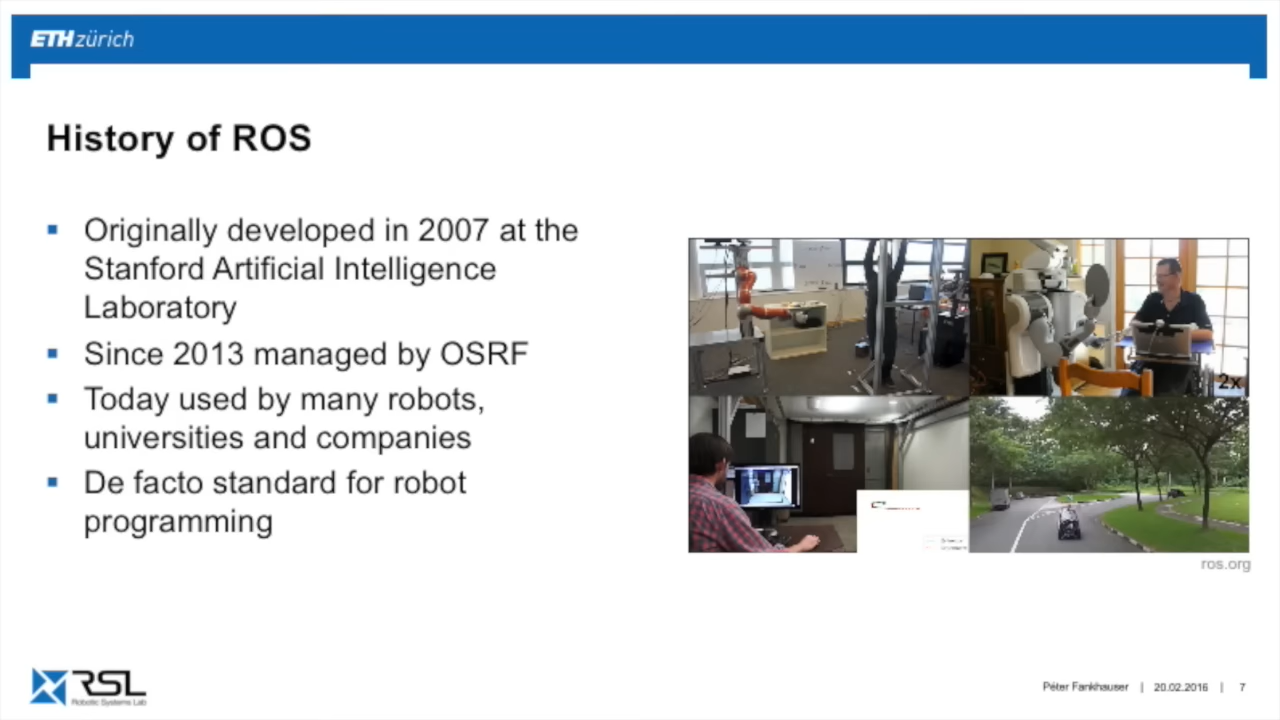 ETH zürich
History of ROS
▪ Originally developed in 2007 at the
Stanford Artificial Intelligence
Laboratory
▪ Since 2013 managed by OSRF
▪ Today used by many robots,
universities and companies
▪ De facto standard for robot
programming
2x
ros.org
RSL
Robotic Systems Lab
Péter Fankhauser | 20.02.2016 | 7